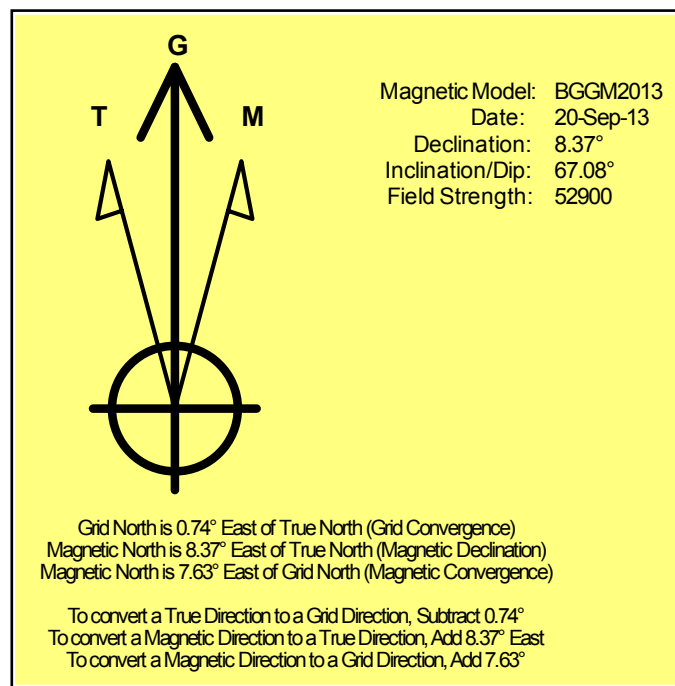 G
T
M
Magnetic Model: BGGM2013
Date: 20-Sep-13
Declination: 8.37°
Inclination/Dip: 67.08°
Field Strength: 52900
Grid North is 0.74° East of True North (Grid Convergence)
Magnetic North is 8.37° East of True North (Magnetic Declination)
Magnetic North is 7.63° East of Grid North (Magnetic Convergence)
To convert a True Direction to a Grid Direction, Subtract 0.74°
To convert a Magnetic Direction to a True Direction, Add 8.37° East
To convert a Magnetic Direction to a Grid Direction, Add 7.63°